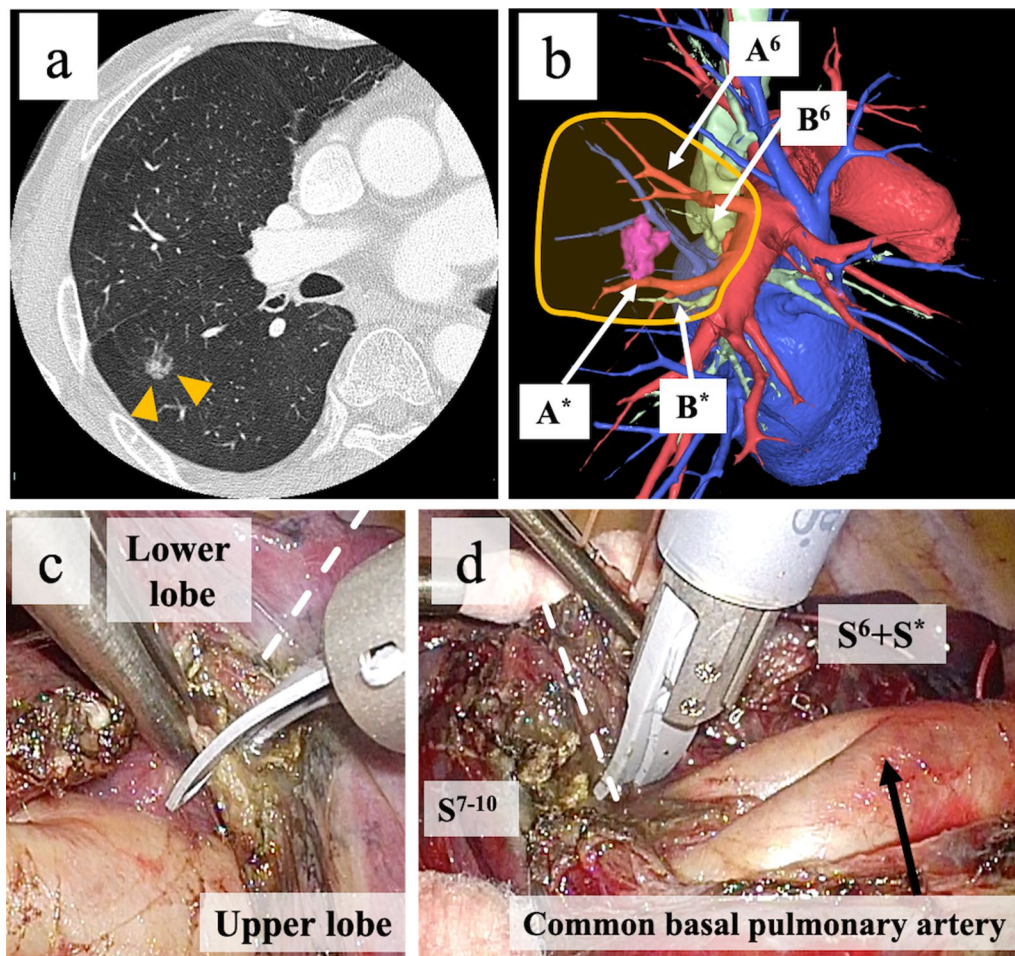 a
b
A⁶
B⁶
A*
B*
c
Lower
lobe
Upper lobe
d
S⁶+S*
S⁷⁻¹⁰
Common basal pulmonary artery